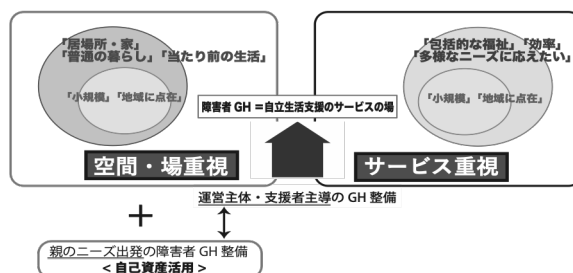 「居場所・家」
「普通の暮らし」「当たり前の生活」
「小規模」「地域に点在」
空間・場重視
障害者 GH ＝自立生活支援のサービスの場
「包括的な福祉」「効率」
「多様なニーズに応えたい」
「小規模」「地域に点在」
サービス重視
運営主体・支援者主導の GH 整備
＋
親のニーズ出発の障害者 GH 整備
< 自己資産活用 >